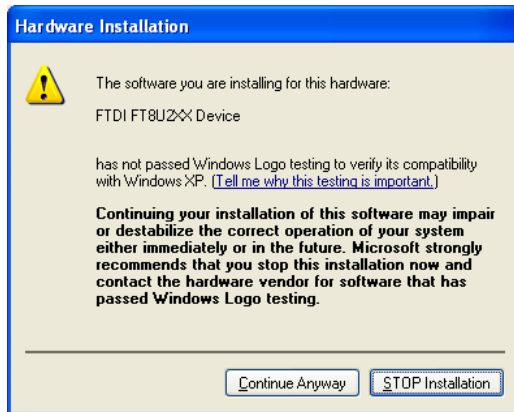 Hardware Installation
The software you are installing for this hardware:
FTDI FT8U2XX Device
has not passed Windows Logo testing to verify its compatibility
with Windows XP. (Tell me why this testing is important.)
Continuing your installation of this software may impair
or destabilize the correct operation of your system
either immediately or in the future. Microsoft strongly
recommends that you stop this installation now and
contact the hardware vendor for software that has
passed Windows Logo testing.
Continue Anyway
STOP Installation